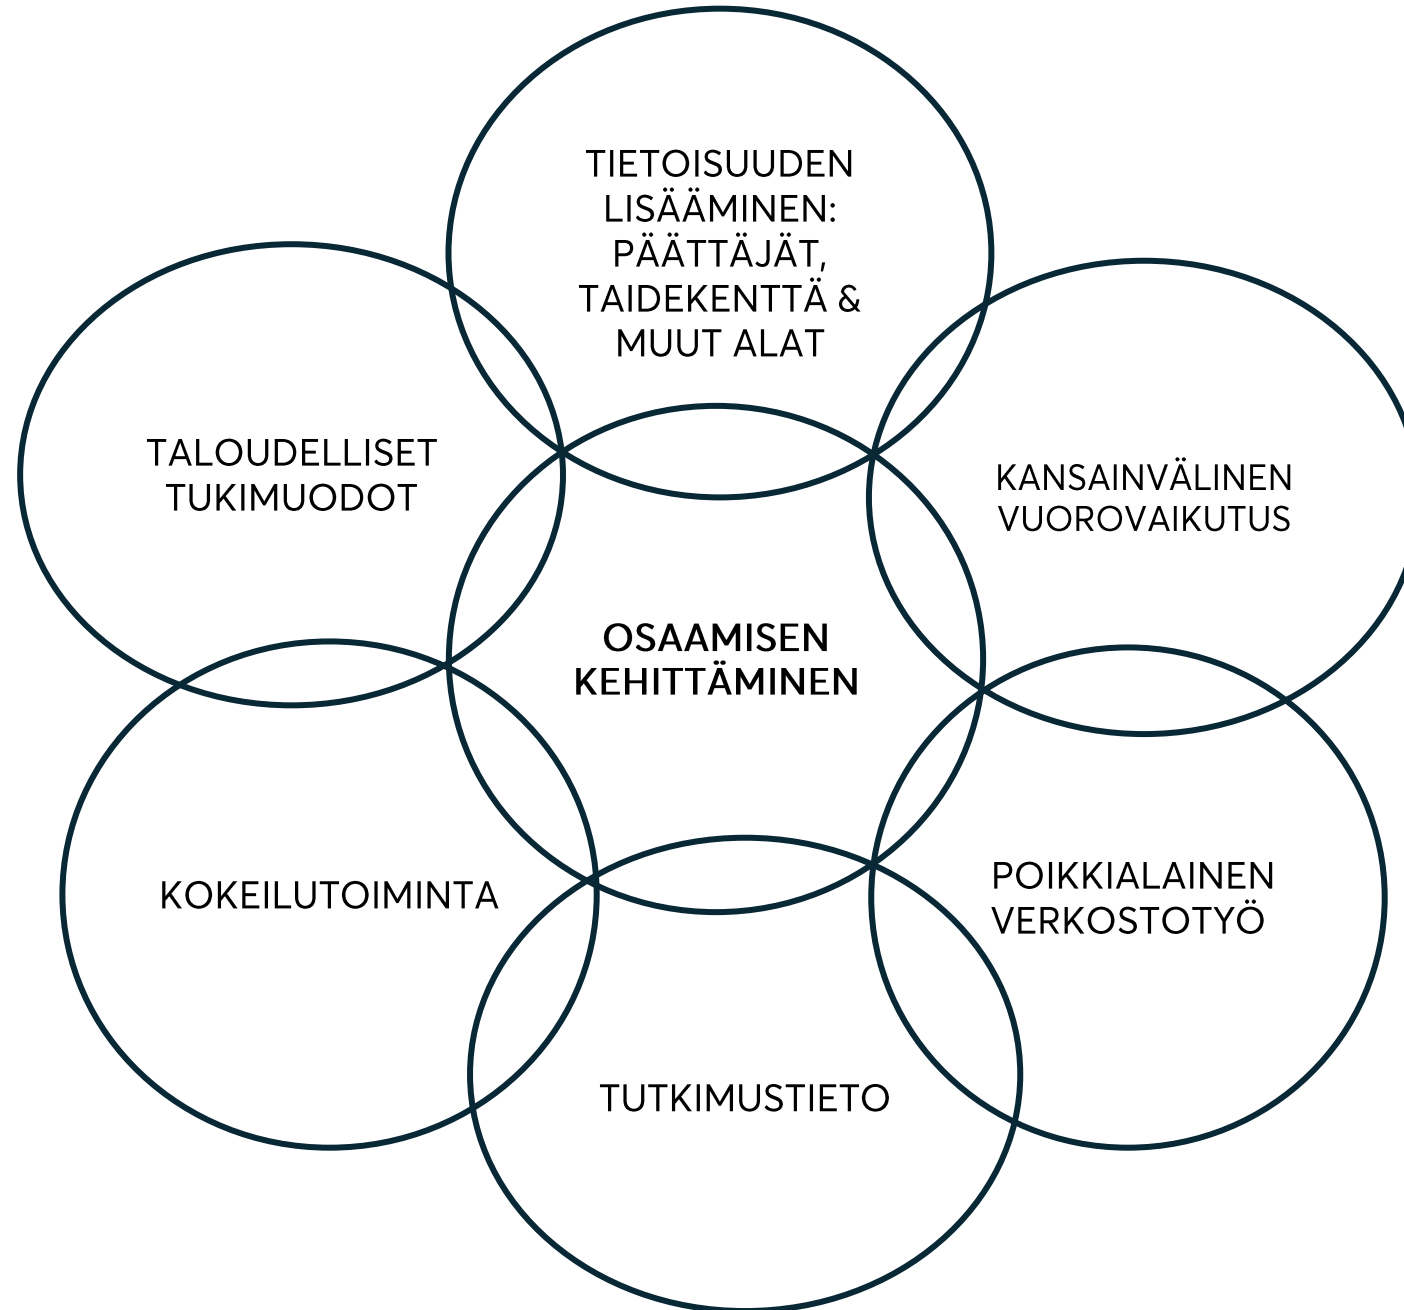 TIETOISUUDEN
LISÄÄMINEN:
PÄÄTTÄJÄT,
TAIDEKENTTÄ &
MUUT ALAT
TALOUDELLISET
TUKIMUODOT
KANSAINVÄLINEN
VUOROVAIKUTUS
OSAAMISEN
KEHITTÄMINEN
KOKEILUTOIMINTA
POIKKIALAINEN
VERKOSTOTYÖ
TUTKIMUSTIETO